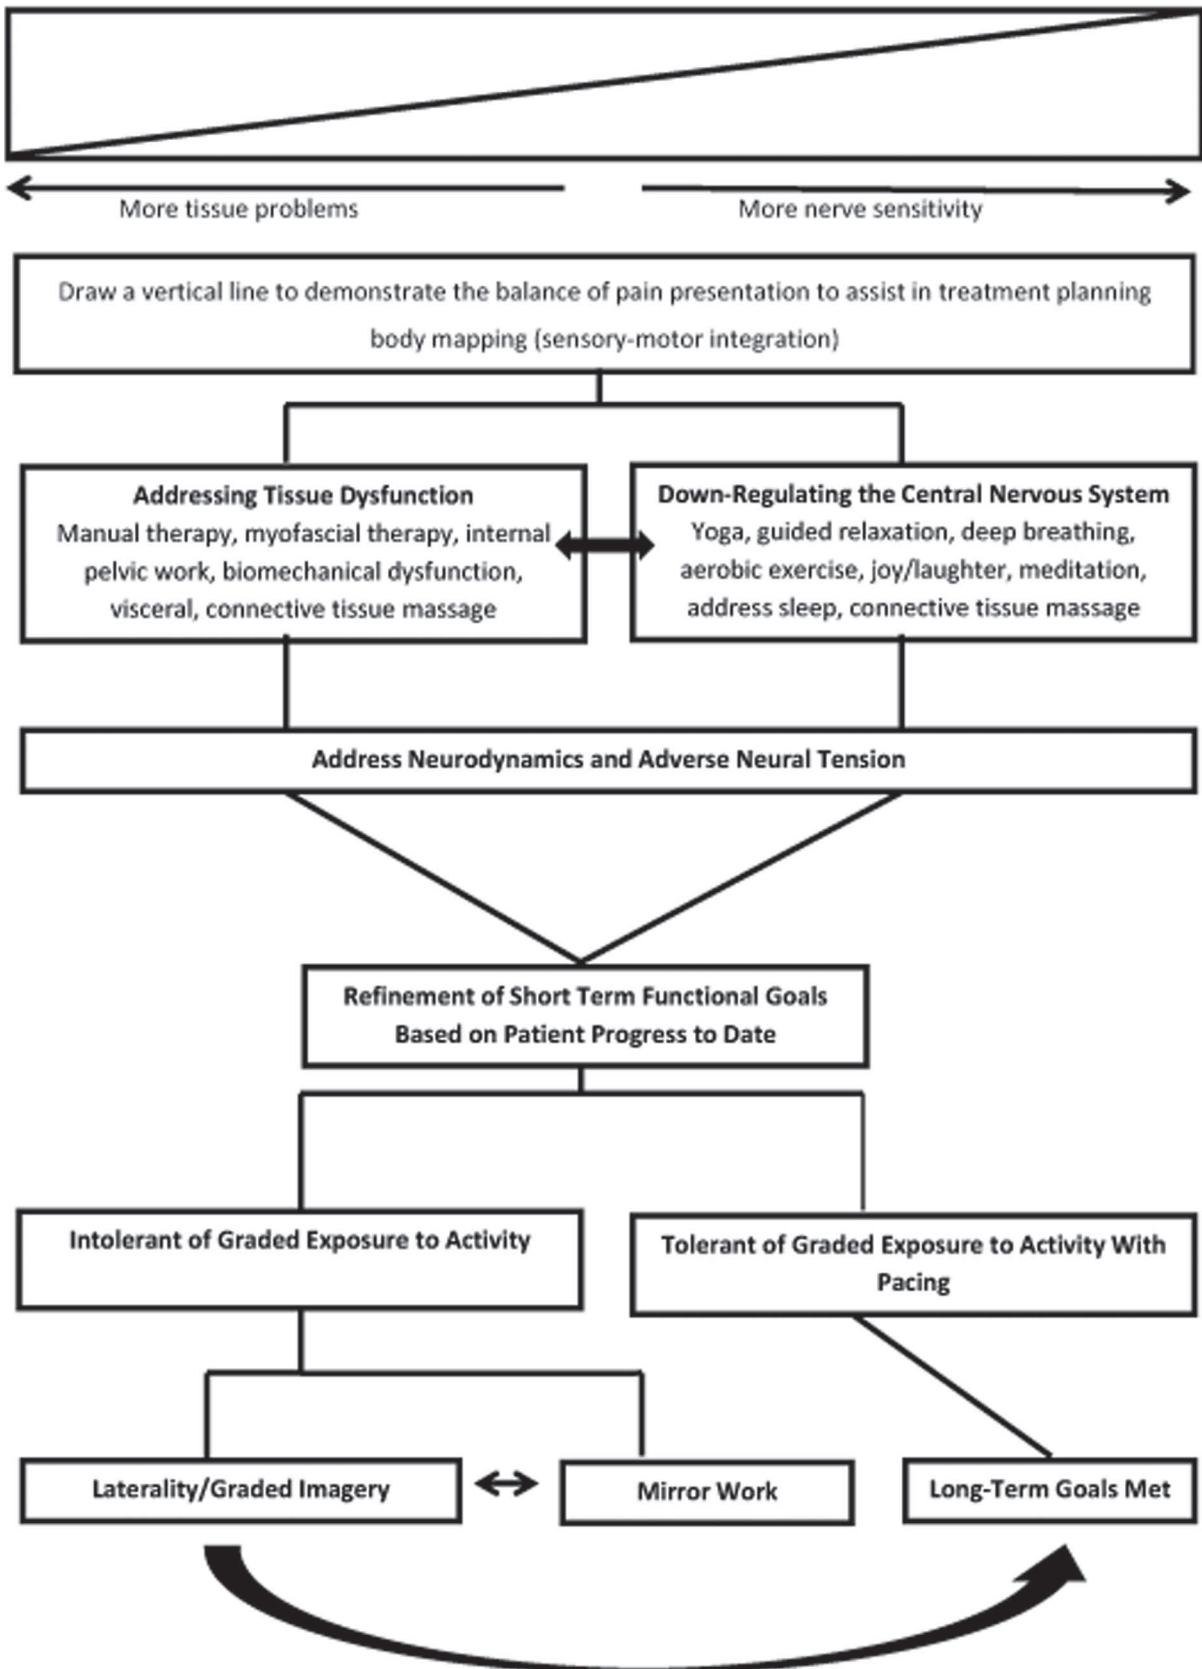 More tissue problems
More nerve sensitivity
Draw a vertical line to demonstrate the balance of pain presentation to assist in treatment planning
body mapping (sensory-motor integration)
Addressing Tissue Dysfunction
Manual therapy, myofascial therapy, internal
pelvic work, biomechanical dysfunction,
visceral, connective tissue massage
Down-Regulating the Central Nervous System
Yoga, guided relaxation, deep breathing,
aerobic exercise, joy/laughter, meditation,
address sleep, connective tissue massage
Address Neurodynamics and Adverse Neural Tension
Refinement of Short Term Functional Goals
Based on Patient Progress to Date
Intolerant of Graded Exposure to Activity
Tolerant of Graded Exposure to Activity With
Pacing
Laterality/Graded Imagery
Mirror Work
Long-Term Goals Met